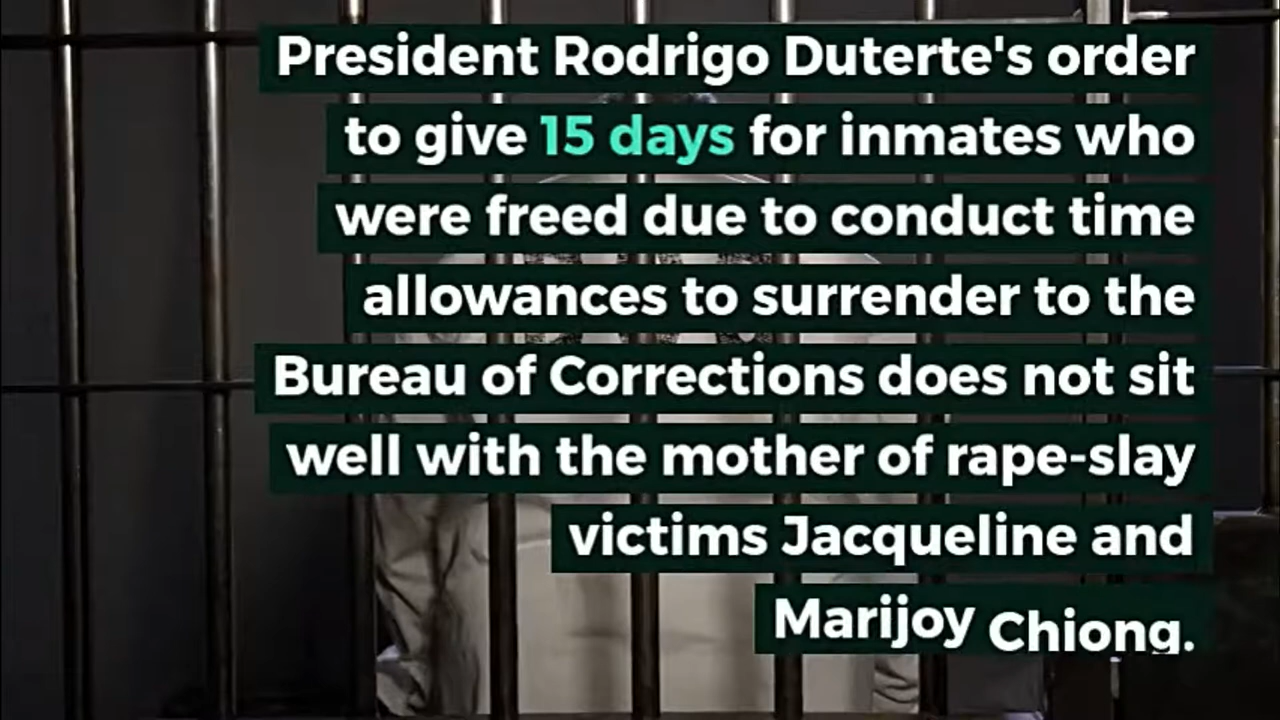 President Rodrigo Duterte's order
to give 15 days for inmates who
were freed due to conduct time
allowances to surrender to the
Bureau of Corrections does not sit
well with the mother of rape-slay
victims Jacqueline and
Marijoy Chiong.